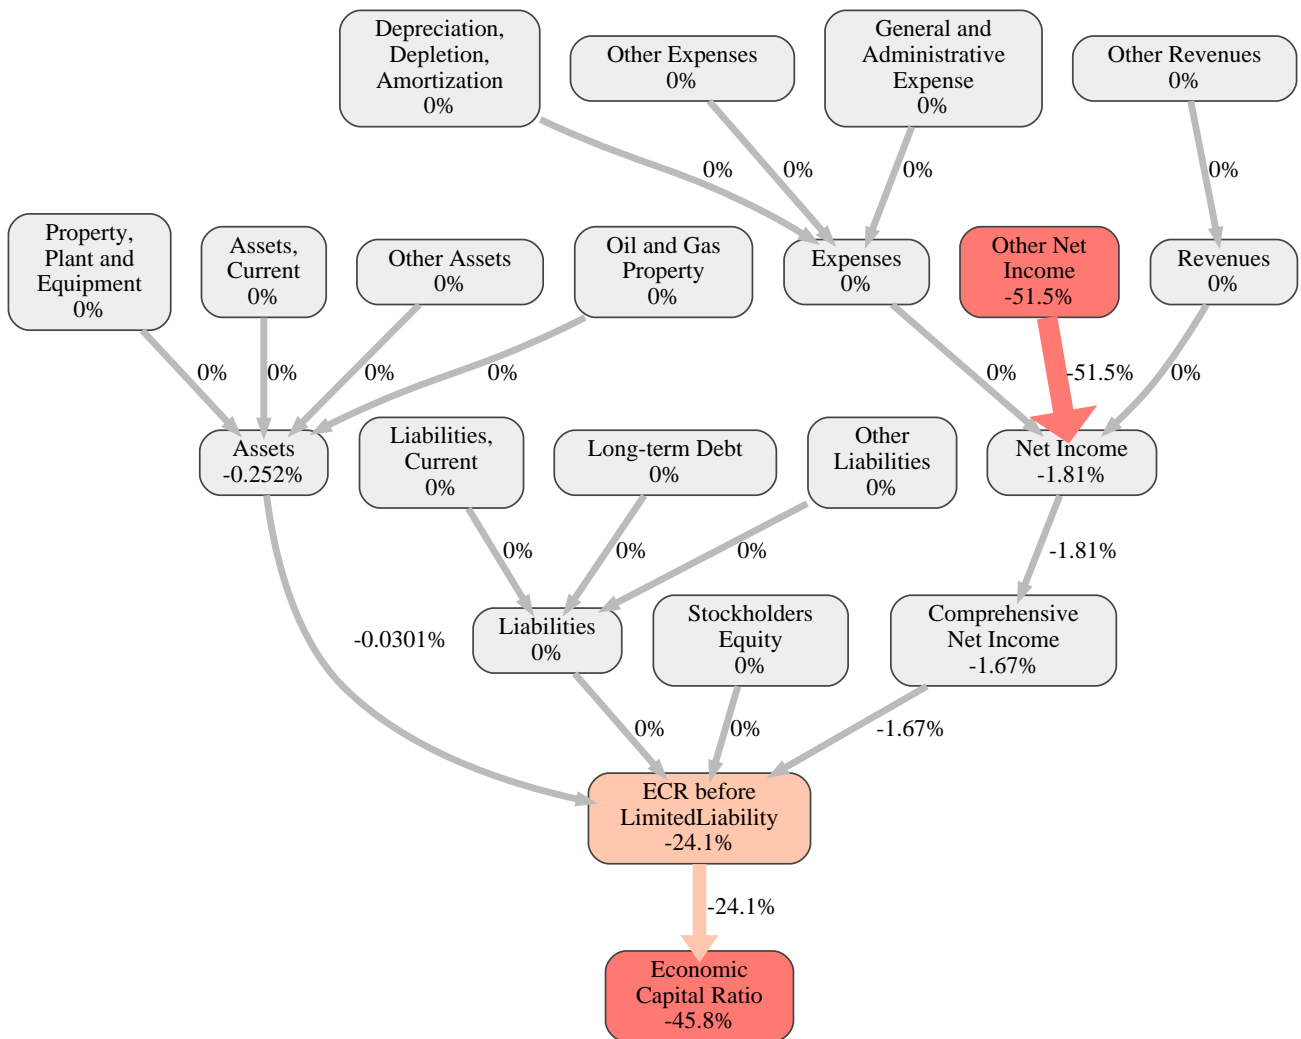 Depreciation,
Depletion,
Amortization
0%
Other Expenses
0%
General and
Administrative
Expense
0%
Other Revenues
0%
0%
0%
0%
0%
Property,
Plant and
Equipment
0%
Assets,
Current
0%
Other Assets
0%
Oil and Gas
Property
0%
Expenses
0%
Other Net
Income
-51.5%
Revenues
0%
0%
0%
0%
0%
0%
-51.5%
0%
Assets
-0.252%
Liabilities,
Current
0%
Long-term Debt
0%
Other
Liabilities
0%
Net Income
-1.81%
0%
0%
0%
-1.81%
-0.0301%
Liabilities
0%
Stockholders
Equity
0%
Comprehensive
Net Income
-1.67%
0%
0%
-1.67%
ECR before
LimitedLiability
-24.1%
-24.1%
Economic
Capital Ratio
-45.8%